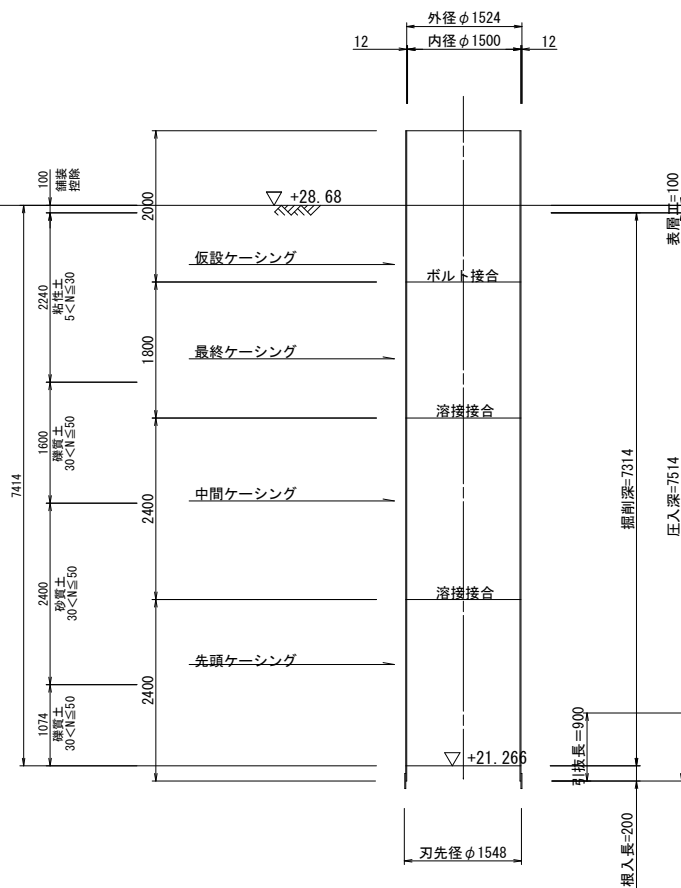 外径φ1524
12
内径φ1500
12
100
舗装
控除
2000
+28.68
表層工=100
2240
粘性土
5<N≦30
仮設ケーシング
ボルト接合
1800
最終ケーシング
1600
礫質土
30<N≦50
溶接接合
7414
2400
中間ケーシング
掘削深=7314
圧入深=7514
2400
砂質土
30<N≦50
溶接接合
2400
先頭ケーシング
1074
礫質土
30<N≦50
引抜長=900
+21.266
刃先径φ1548
根入長=200